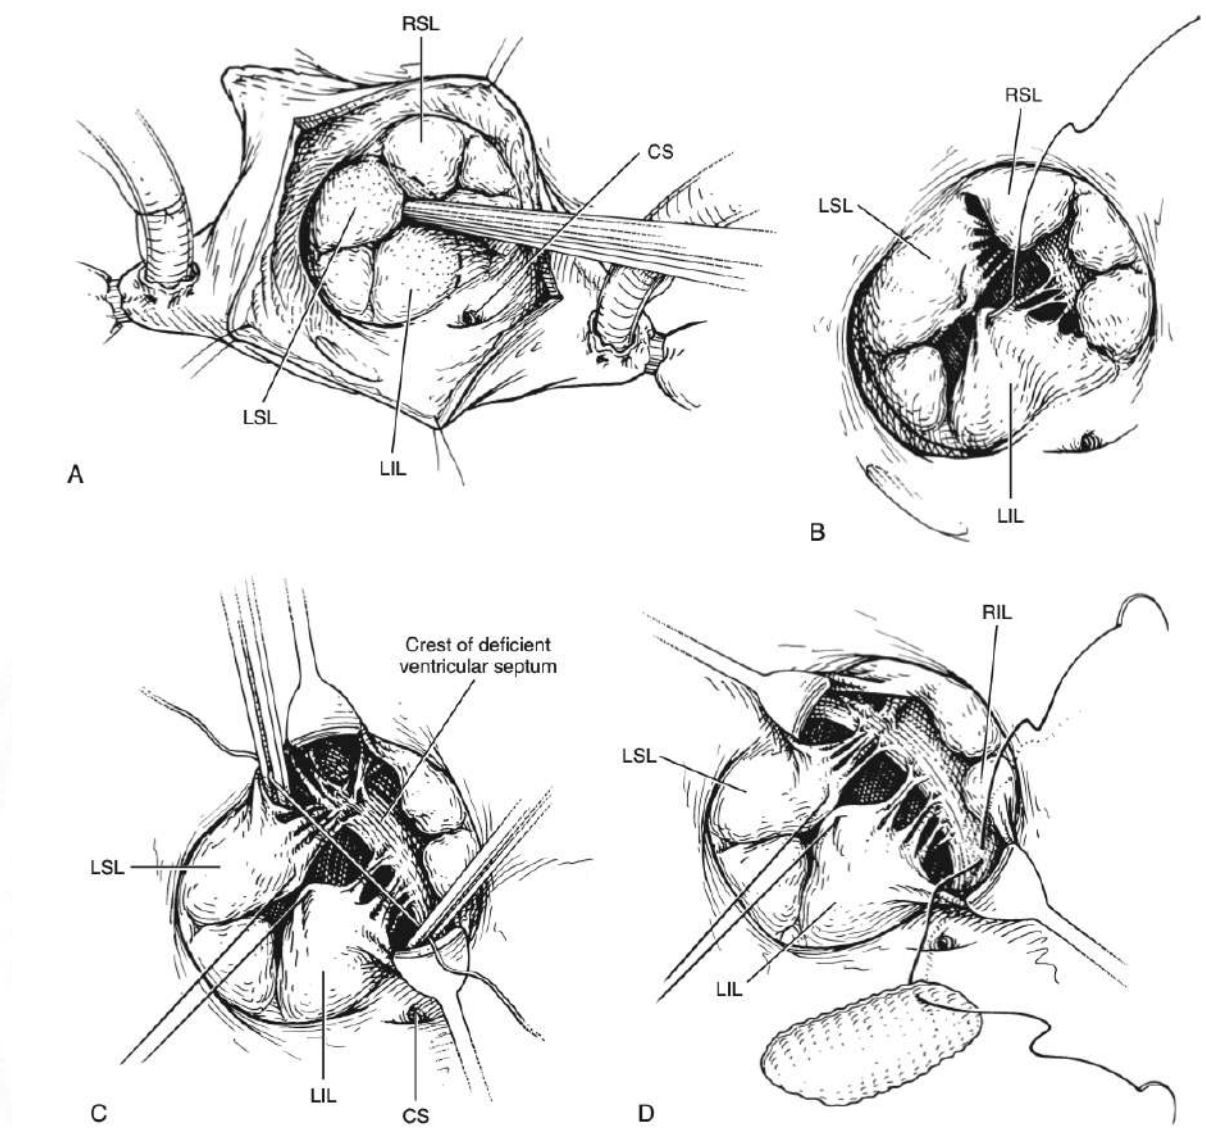 RSL
CS
LSL
LIL
A
RSL
LSL
LIL
B
Crest of deficient
ventricular septum
LSL
LIL
CS
C
RIL
LSL
LIL
D